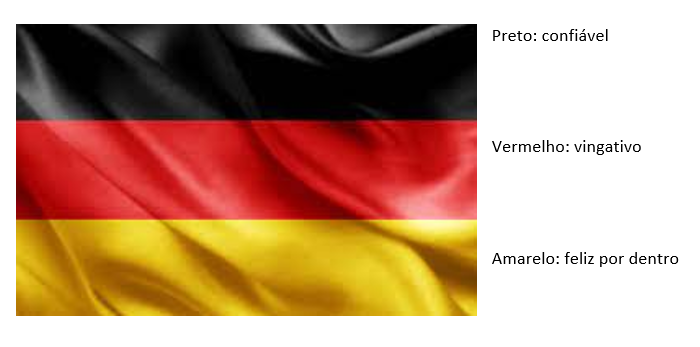 Preto: confiável
Vermelho: vingativo
Amarelo: feliz por dentro